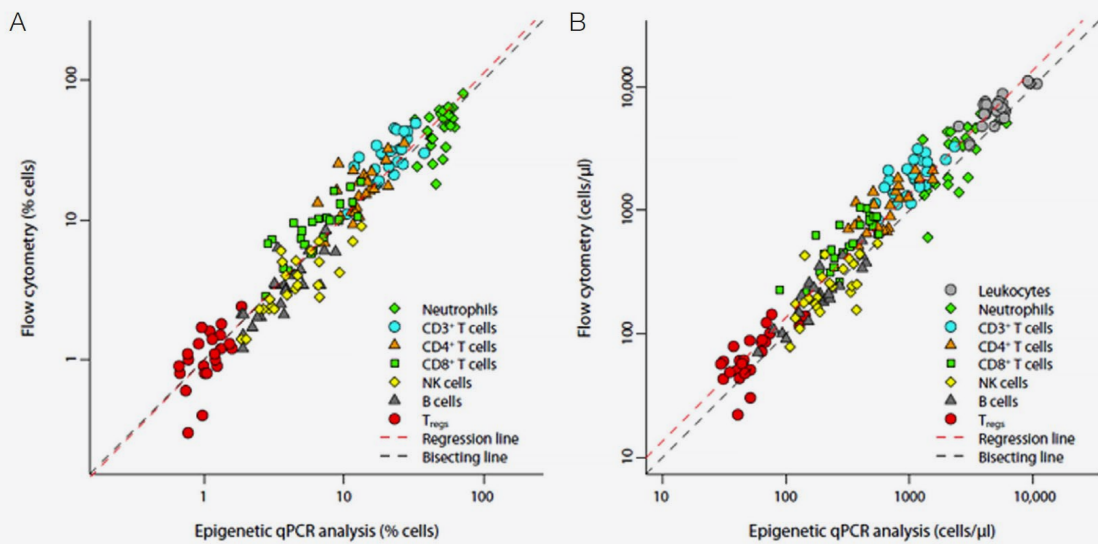 A
Flow cytometry (% cells)
100
10
1
1
10
100
Epigenetic qPCR analysis (% cells)
Neutrophils
CD3⁺ T cells
CD4⁺ T cells
CD8⁺ T cells
NK cells
B cells
Tregs
Regression line
Bisecting line
B
Flow cytometry (cells/µl)
10,000
1000
100
10
10
100
1000
10,000
Epigenetic qPCR analysis (cells/µl)
Leukocytes
Neutrophils
CD3⁺ T cells
CD4⁺ T cells
CD8⁺ T cells
NK cells
B cells
Tregs
Regression line
Bisecting line